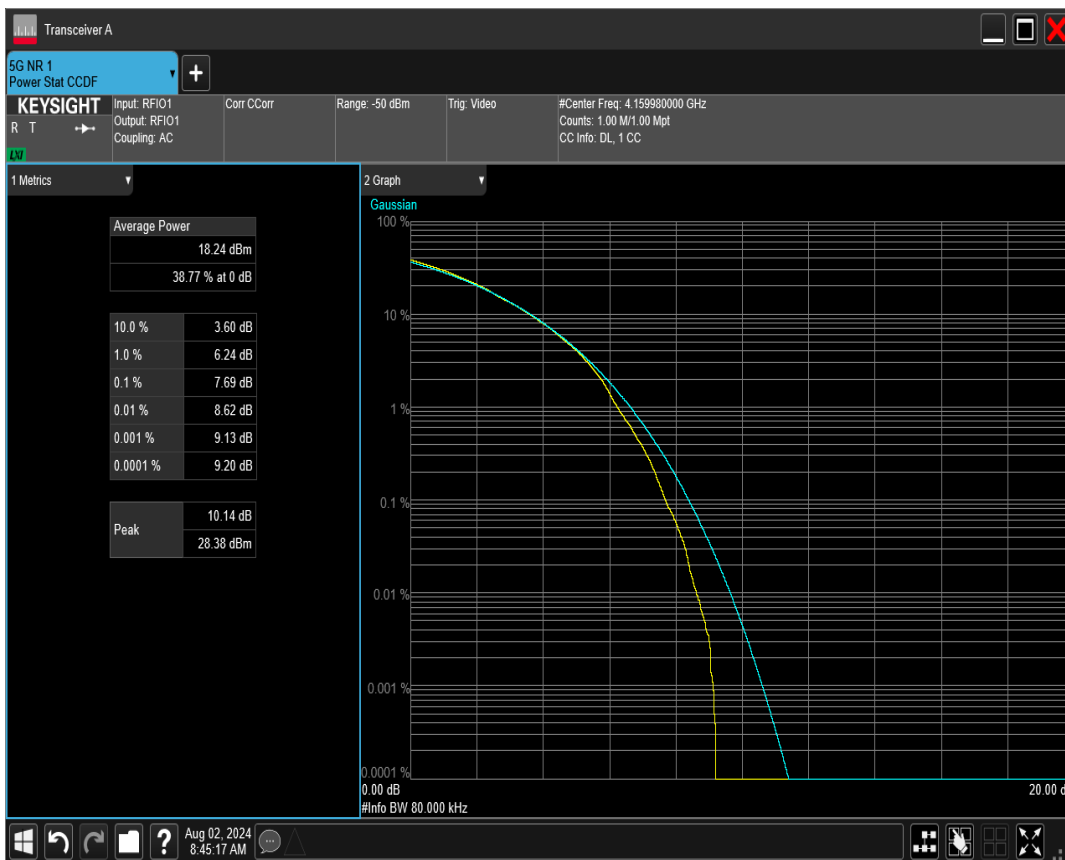 Transceiver A
5G NR 1
Power Stat CCDF
KEYSIGHT
R T
LXI
Input: RFIO1
Output: RFIO1
Coupling: AC
Corr CCorr
Range: -50 dBm
Trig: Video
#Center Freq: 4.159980000 GHz
Counts: 1.00 M/1.00 Mpt
CC Info: DL, 1 CC
1 Metrics
Average Power
18.24 dBm
38.77 % at 0 dB
10.0 % 3.60 dB
1.0 % 6.24 dB
0.1 % 7.69 dB
0.01 % 8.62 dB
0.001 % 9.13 dB
0.0001 % 9.20 dB
Peak 10.14 dB
28.38 dBm
2 Graph
Gaussian
100 %
10 %
1 %
0.1 %
0.01 %
0.001 %
0.0001 %
0.00 dB 20.00 d
#Info BW 80.000 kHz
? Aug 02, 2024
8:45:17 AM